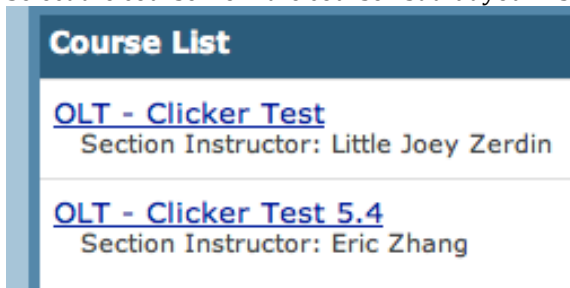 Course List
OLT - Clicker Test
Section Instructor: Little Joey Zerdin
OLT - Clicker Test 5.4
Section Instructor: Eric Zhang